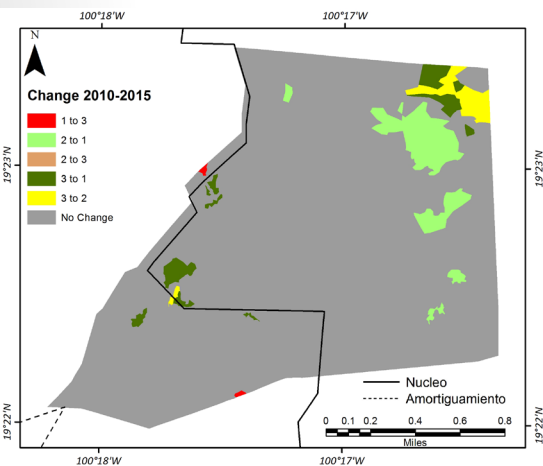 100°18'W 100°17'W
N
Change 2010-2015
1 to 3
2 to 1
2 to 3
3 to 1
3 to 2
No Change
19°23'N 19°23'N
19°22'N 19°22'N
Nucleo
Amortiguamiento
0 0.1 0.2 0.4 0.6 0.8
Miles
100°18'W 100°17'W